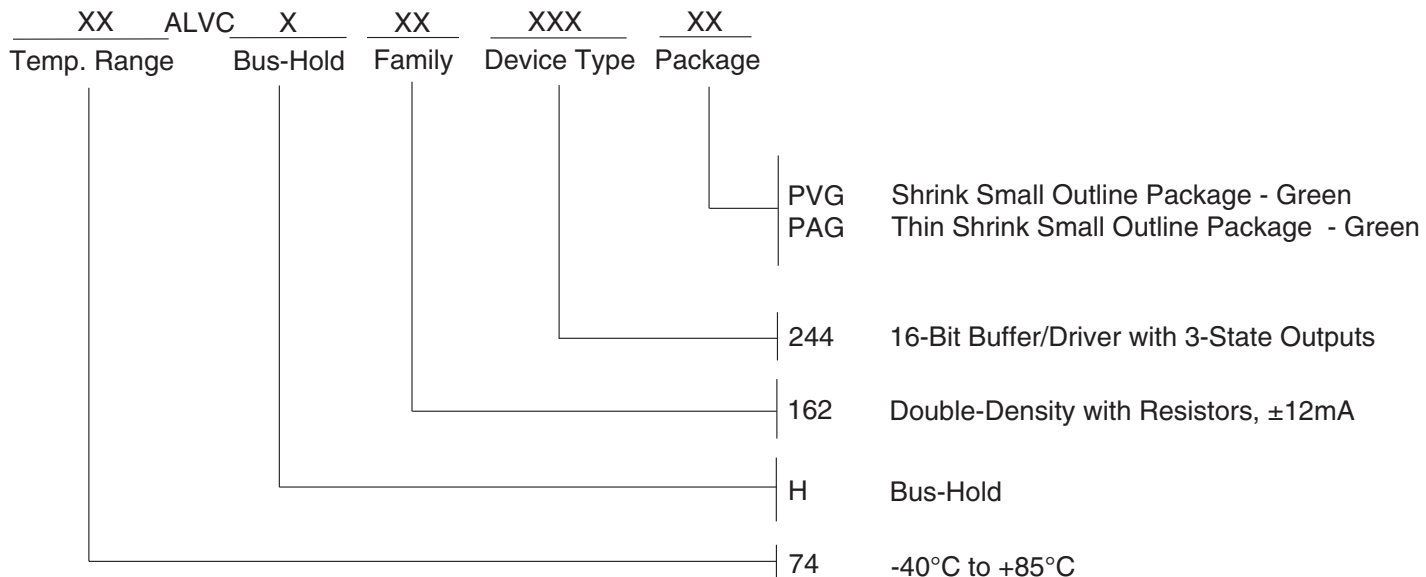 XX ALVC X XX XXX XX
Temp. Range Bus-Hold Family Device Type Package
PVG Shrink Small Outline Package - Green
PAG Thin Shrink Small Outline Package - Green
244 16-Bit Buffer/Driver with 3-State Outputs
162 Double-Density with Resistors, ±12mA
H Bus-Hold
74 -40°C to +85°C